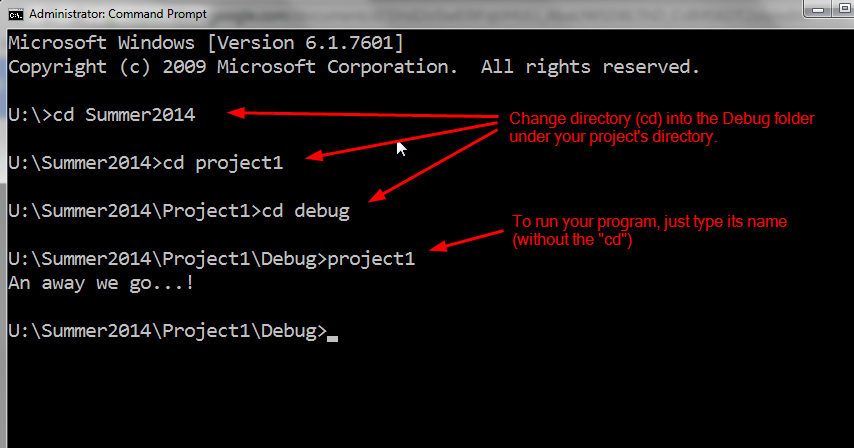 Administrator: Command Prompt
Microsoft Windows [Version 6.1.7601]
Copyright (c) 2009 Microsoft Corporation.  All rights reserved.
U:\>cd Summer2014
Change directory (cd) into the Debug folder
under your project's directory.
U:\Summer2014>cd project1
U:\Summer2014\Project1>cd debug
To run your program, just type its name
(without the "cd")
U:\Summer2014\Project1\Debug>project1
An away we go...!
U:\Summer2014\Project1\Debug>_